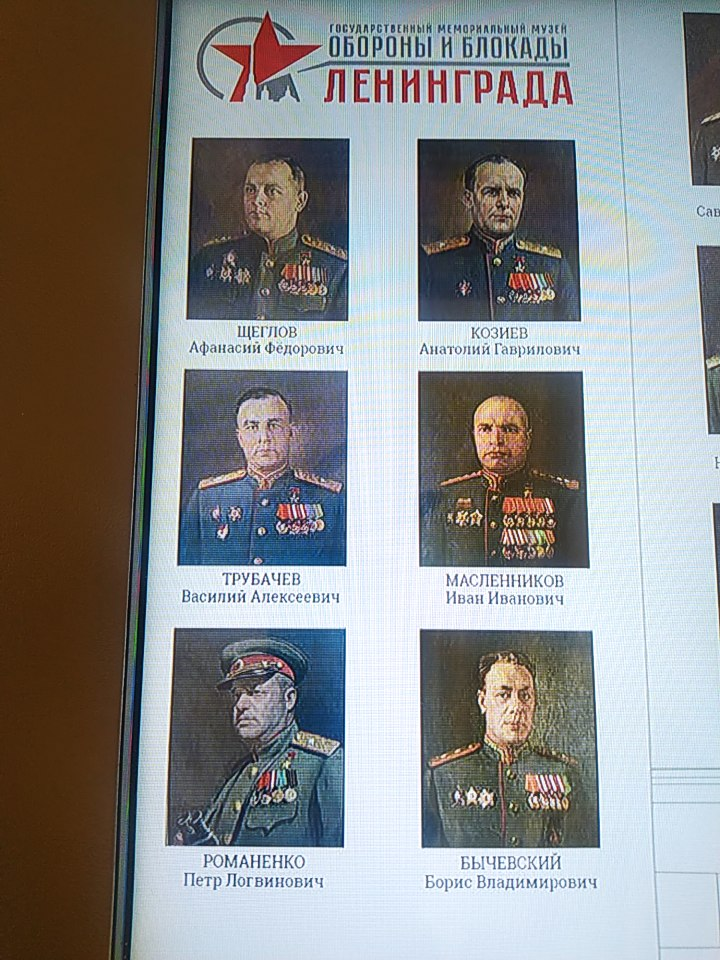 ГОСУДАРСТВЕННЫЙ МЕМОРИАЛЬНЫЙ МУЗЕЙ
ОБОРОНЫ И БЛОКАДЫ
ЛЕНИНГРАДА
ЩЕГЛОВ
Афанасий Фёдорович
КОЗИЕВ
Анатолий Гаврилович
ТРУБАЧЕВ
Василий Алексеевич
МАСЛЕННИКОВ
Иван Иванович
РОМАНЕНКО
Петр Логвинович
БЫЧЕВСКИЙ
Борис Владимирович